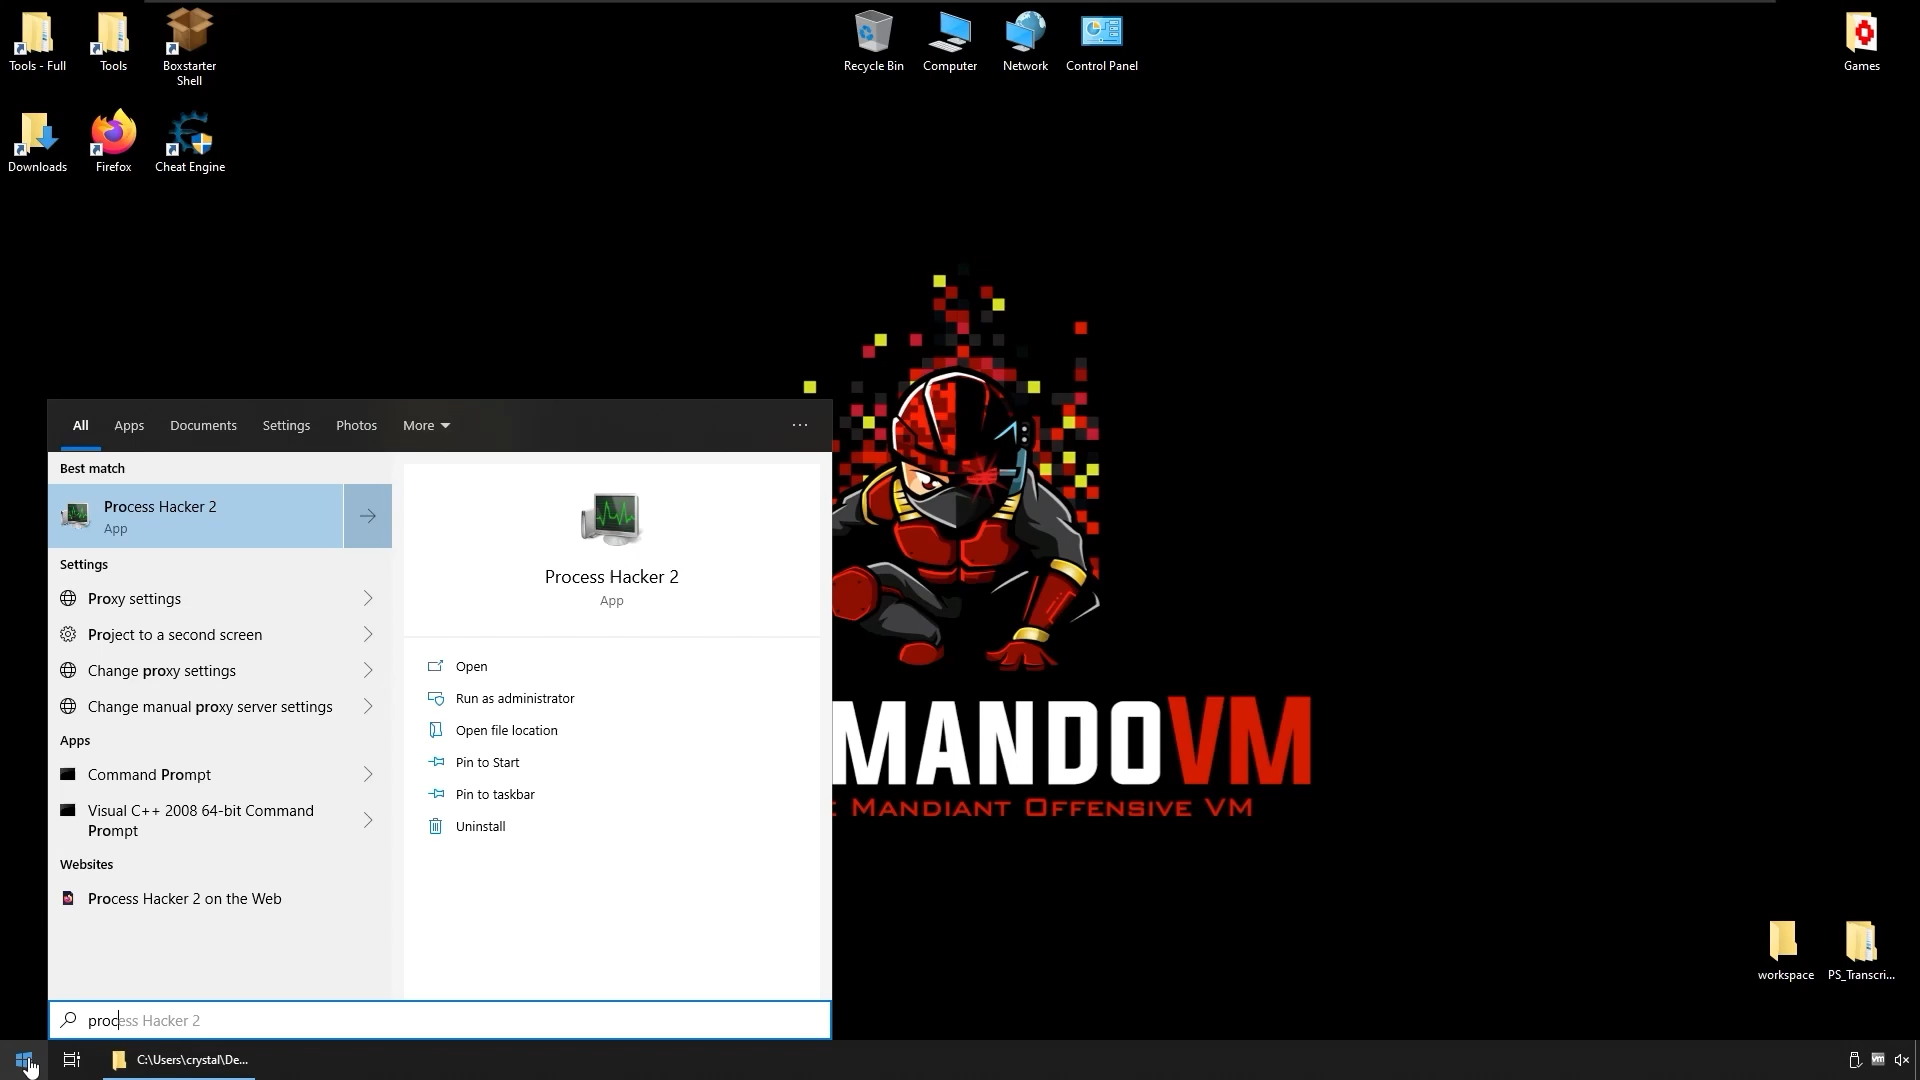 Tools - Full
Tools
Boxstarter
Shell
Recycle Bin
Computer
Network
Control Panel
Games
Downloads
Firefox
Cheat Engine
All
Apps
Documents
Settings
Photos
More
Best match
Process Hacker 2
App
Settings
Proxy settings
Project to a second screen
Change proxy settings
Change manual proxy server settings
Apps
Command Prompt
Visual C++ 2008 64-bit Command
Prompt
Websites
Process Hacker 2 on the Web
Process Hacker 2
App
Open
Run as administrator
Open file location
Pin to Start
Pin to taskbar
Uninstall
MANDOVM
MANDIANT OFFENSIVE VM
workspace
PS_Transcri...
process Hacker 2
C:\Users\crystal\De...
vm